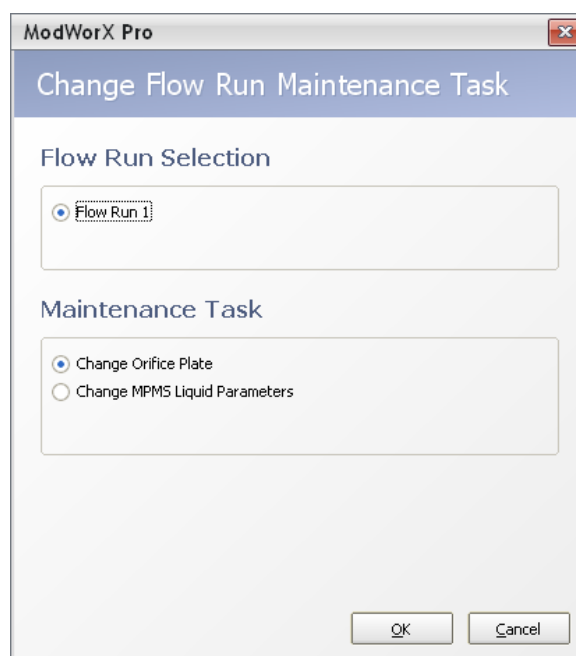 ModWorX Pro
Change Flow Run Maintenance Task
Flow Run Selection
Flow Run 1
Maintenance Task
Change Orifice Plate
Change MPMS Liquid Parameters
OK
Cancel